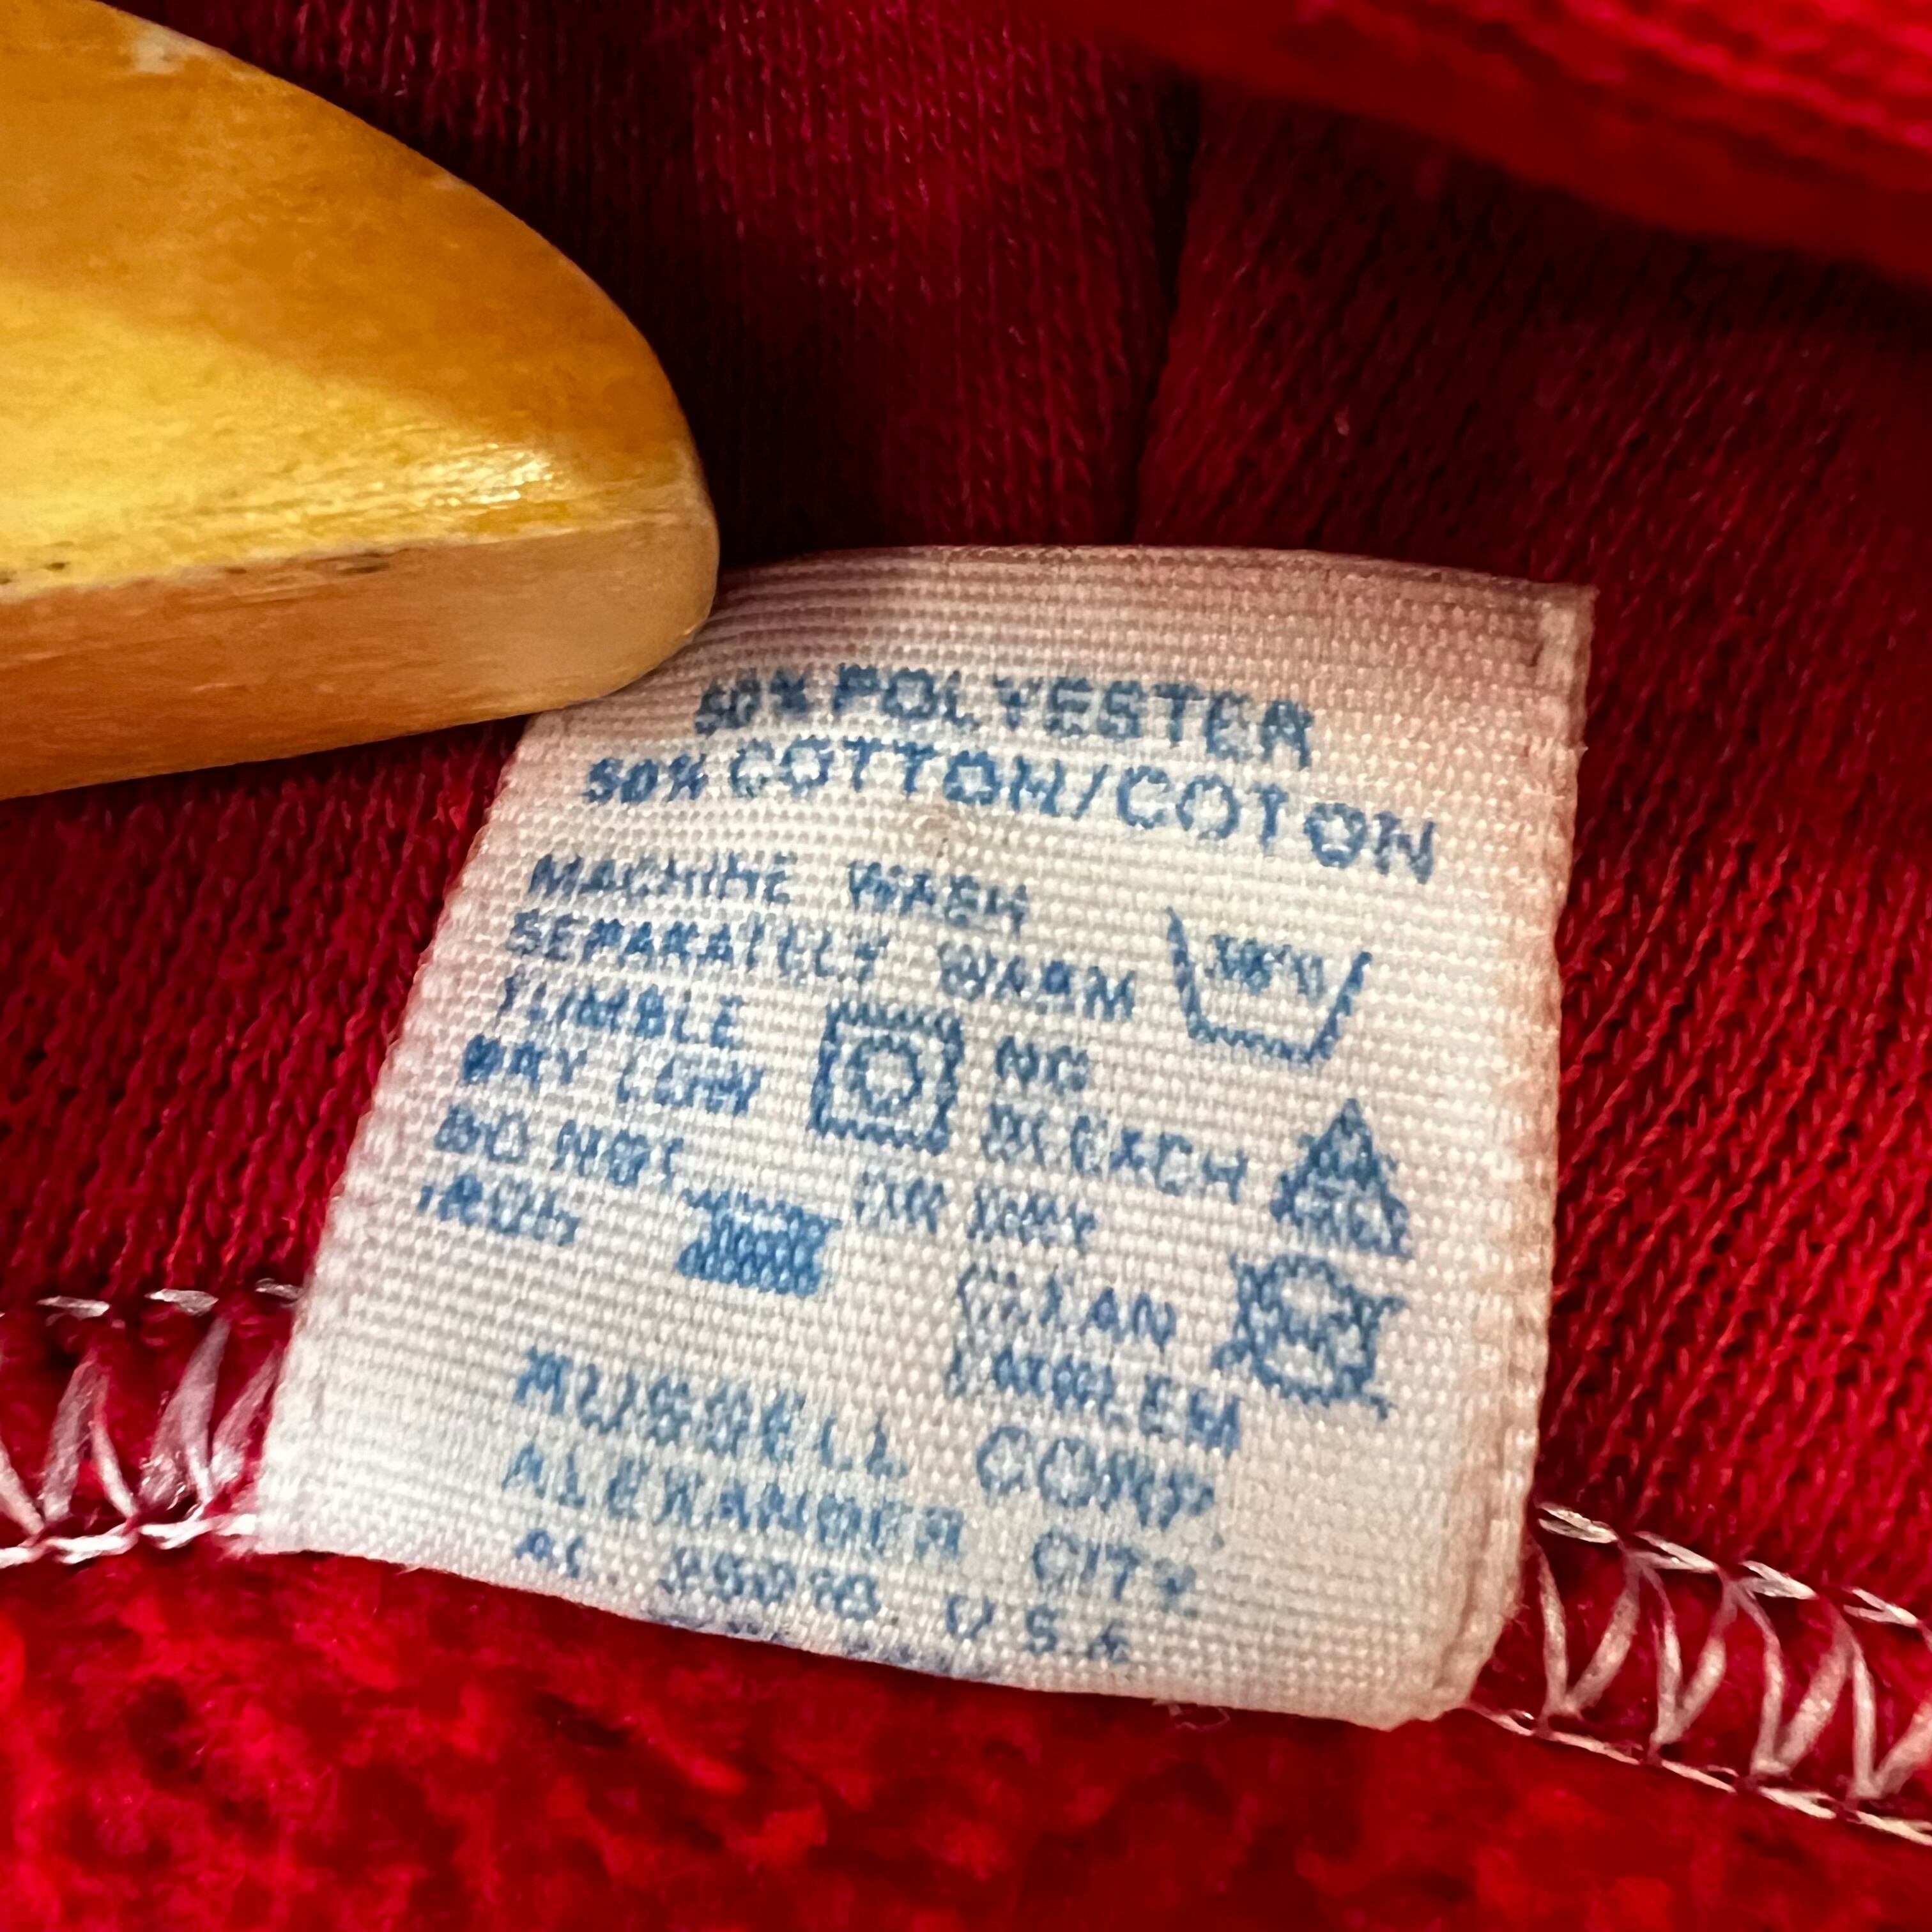 50% POLYESTER
50% COTTON/COTON
MACHINE WASH
SEPARATELY WARM
TUMBLE
DRY LOW
NO
BLEACH
DO NOT
IRON
DRY
CLEAN
RUSSELL CORP.
ALEXANDER CITY
AL. U.S.A.